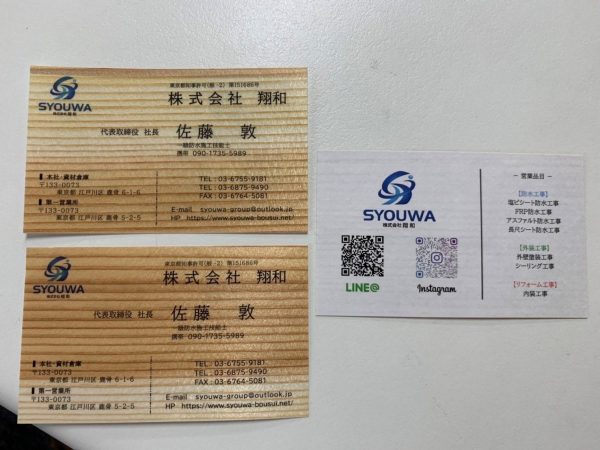 SYOUWA
株式会社翔和
東京都知事許可(般-2) 第151686号
株式会社 翔和
代表取締役 社長 佐藤 敦
一級防水施工技能士
携帯 090-1735-5989
本社・資材倉庫
〒133-0073
東京都 江戸川区 鹿骨 6-1-6
第一営業所
〒133-0073
東京都 江戸川区 鹿骨 5-2-5
TEL : 03-6755-9181
TEL : 03-6875-9490
FAX : 03-6764-5081
E-mail syouwa-group@outlook.jp
HP https://www.syouwa-bousui.net/
SYOUWA
株式会社翔和
東京都知事許可(般-2) 第151686号
株式会社 翔和
代表取締役 社長 佐藤 敦
一級防水施工技能士
携帯 090-1735-5989
本社・資材倉庫
〒133-0073
東京都 江戸川区 鹿骨 6-1-6
第一営業所
〒133-0073
東京都 江戸川区 鹿骨 5-2-5
TEL : 03-6755-9181
TEL : 03-6875-9490
FAX : 03-6764-5081
E-mail syouwa-group@outlook.jp
HP https://www.syouwa-bousui.net/
SYOUWA
株式会社 翔和
LINE@
Instagram
－ 営業品目 －
【防水工事】
塩ビシート防水工事
FRP防水工事
アスファルト防水工事
長尺シート防水工事
【外装工事】
外壁塗装工事
シーリング工事
【リフォーム工事】
内装工事